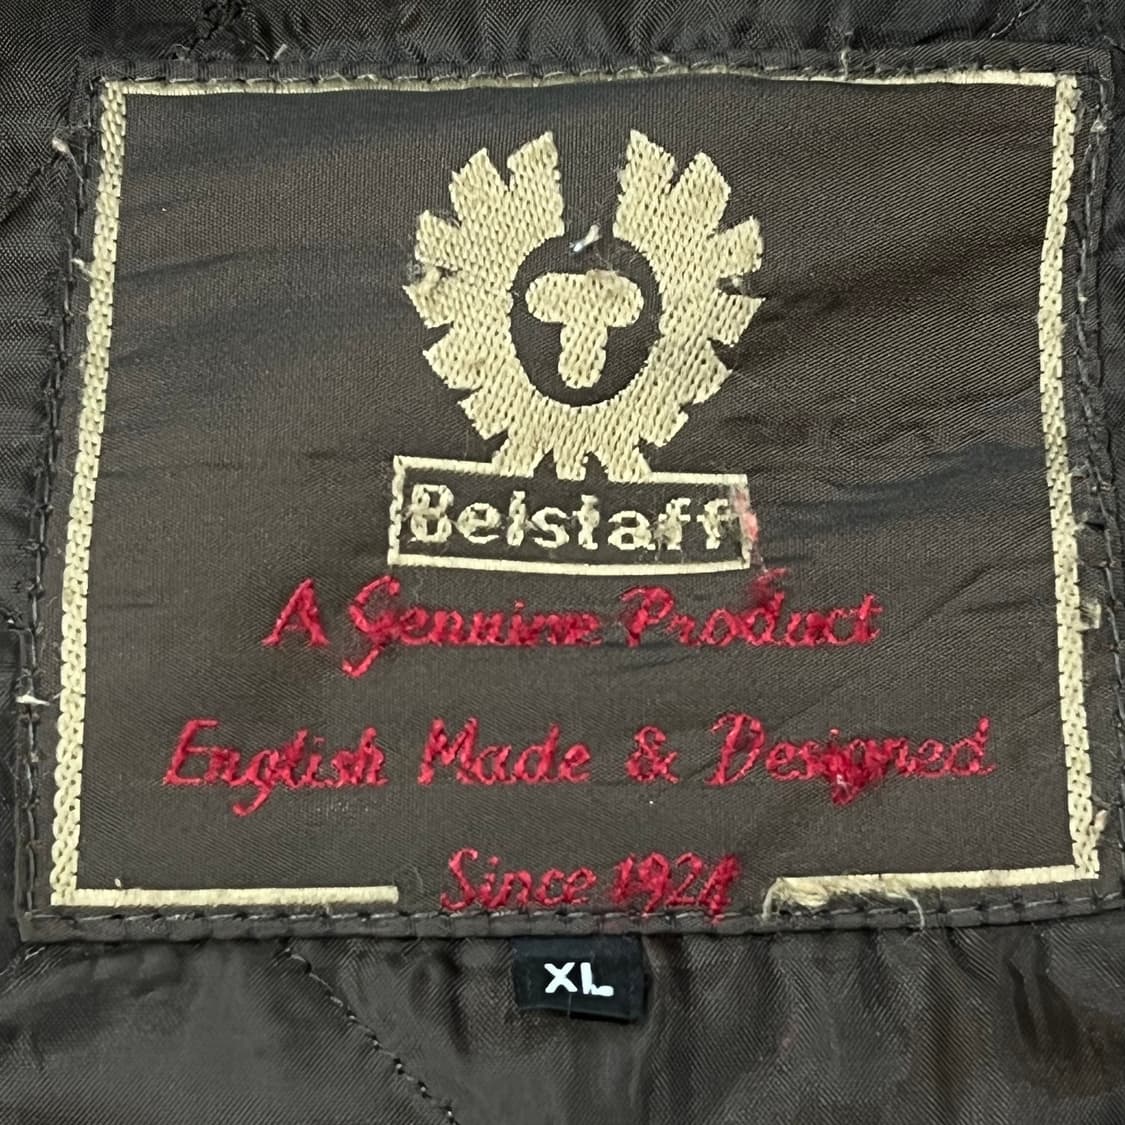 Belstaff
A Genuine Product
English Made & Designed
Since 1924
XL